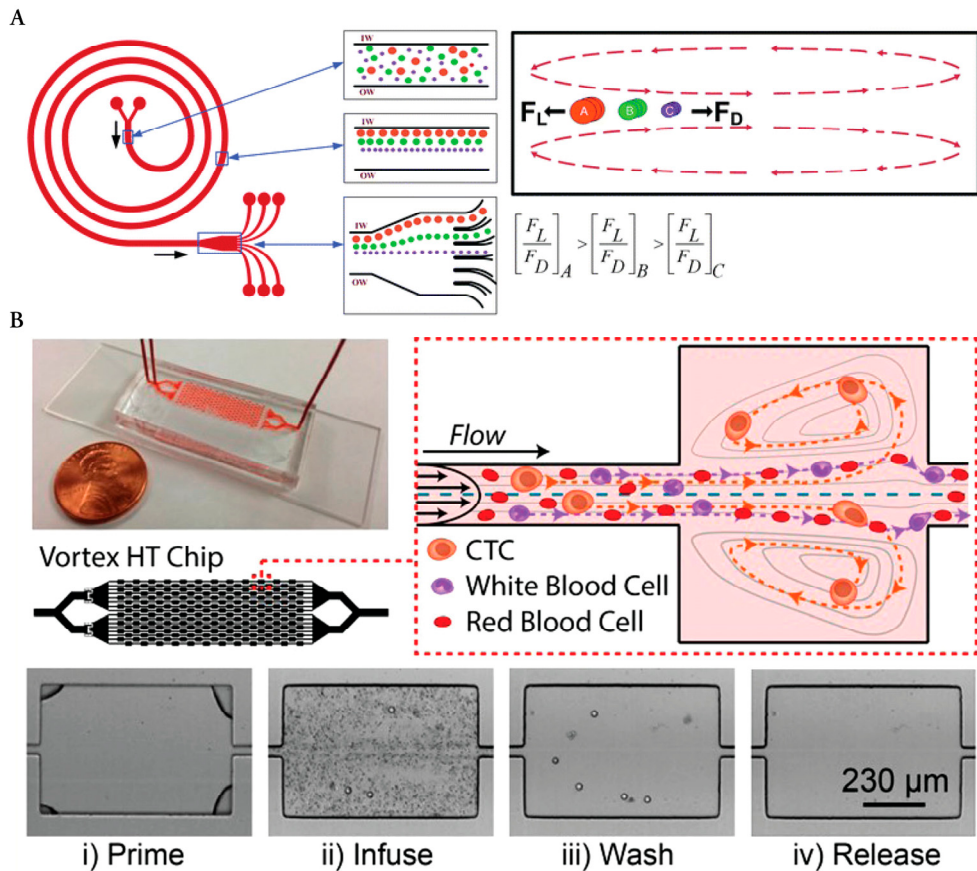 A
IW
OW
IW
OW
IW
OW
F_L
A
B
C
F_D
[F_L/F_D]_A > [F_L/F_D]_B > [F_L/F_D]_C
B
Flow
CTC
White Blood Cell
Red Blood Cell
Vortex HT Chip
230 µm
i) Prime
ii) Infuse
iii) Wash
iv) Release